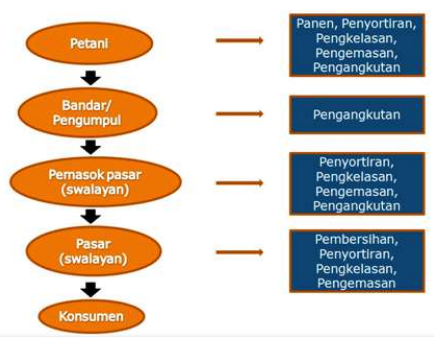 Petani
Panen, Penyortiran,
Pengkelasan,
Pengemasan,
Pengangkutan
Bandar/
Pengumpul
Pengangkutan
Pemasok pasar
(swalayan)
Penyortiran,
Pengkelasan,
Pengemasan,
Pengangkutan
Pasar
(swalayan)
Pembersihan,
Penyortiran,
Pengkelasan,
Pengemasan
Konsumen